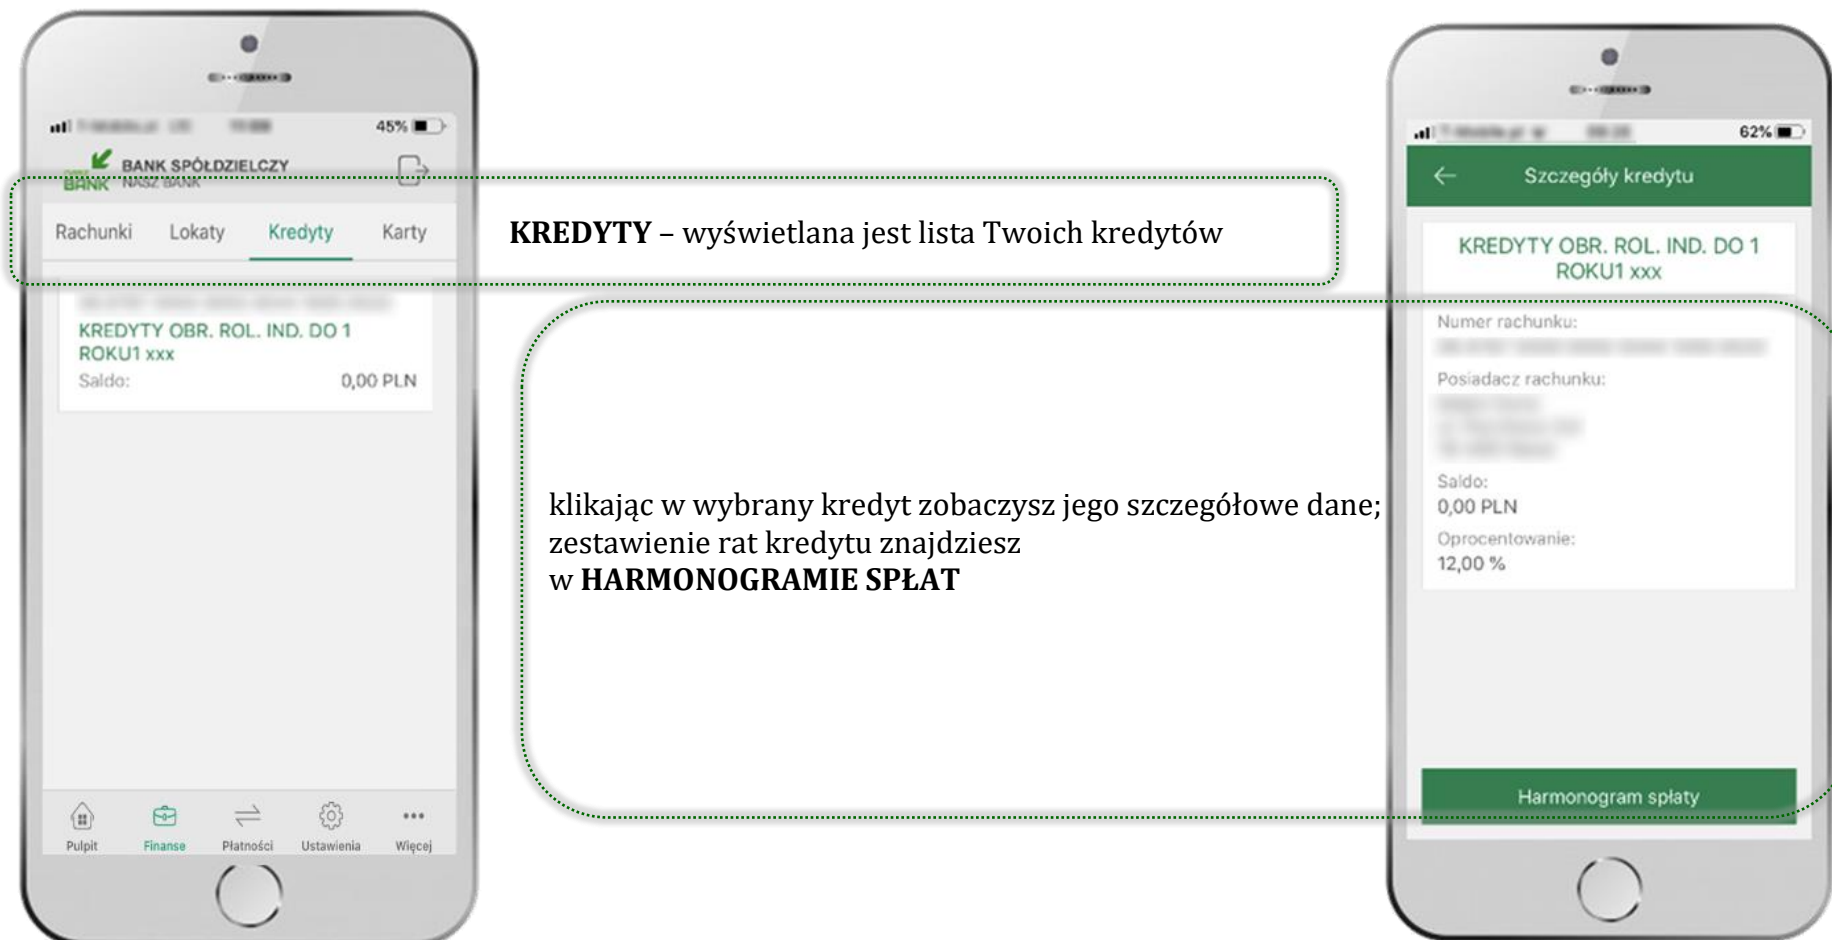 45%
nasz
BANK
BANK SPÓŁDZIELCZY
NASZ BANK
Rachunki Lokaty Kredyty Karty
KREDYTY OBR. ROL. IND. DO 1
ROKU1 xxx
Saldo: 0,00 PLN
Pulpit Finanse Płatności Ustawienia Więcej
KREDYTY – wyświetlana jest lista Twoich kredytów
klikając w wybrany kredyt zobaczysz jego szczegółowe dane;
zestawienie rat kredytu znajdziesz
w HARMONOGRAMIE SPŁAT
62%
Szczegóły kredytu
KREDYTY OBR. ROL. IND. DO 1
ROKU1 xxx
Numer rachunku:
Posiadacz rachunku:
Saldo:
0,00 PLN
Oprocentowanie:
12,00 %
Harmonogram spłaty